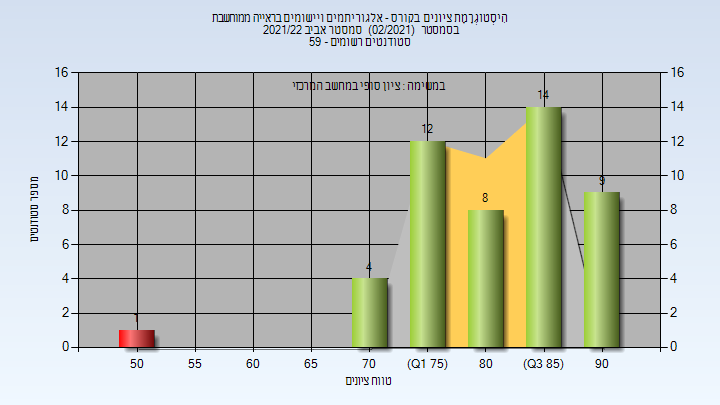 הִיסְטוֹגְרָמַת ציונים בקורס - אלגוריתמים ויישומים בראייה ממוחשבת
בסמסטר (02/2021) סמסטר אביב 2021/22
סטודנטים רשומים - 59
במשימה : ציון סופי במחשב המרכזי
מספר סטודנטים
16 14 12 10 8 6 4 2 0
1 4 12 8 14 9
16 14 12 10 8 6 4 2 0
50 55 60 65 70 (Q1 75) 80 (Q3 85) 90
טווח ציונים